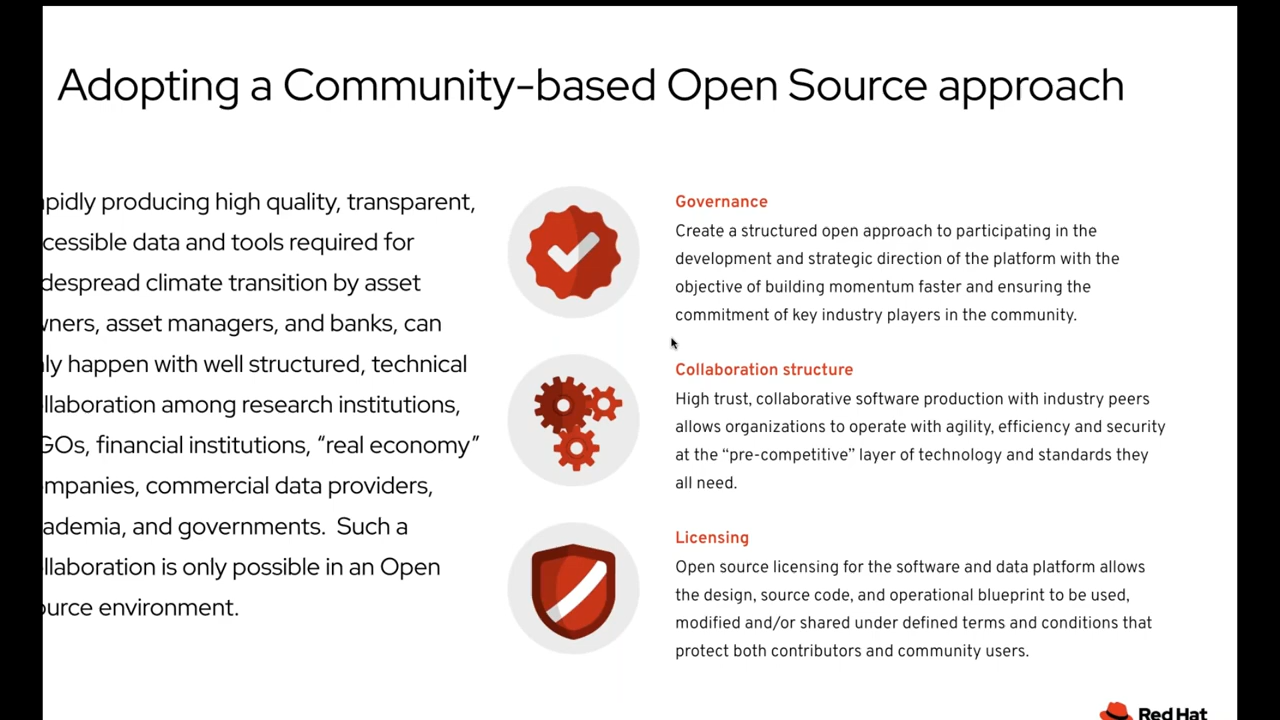 Adopting a Community-based Open Source approach
apidly producing high quality, transparent,
cessible data and tools required for
despread climate transition by asset
wners, asset managers, and banks, can
ly happen with well structured, technical
llaboration among research institutions,
GOs, financial institutions, “real economy”
mpanies, commercial data providers,
ademia, and governments.  Such a
llaboration is only possible in an Open
ource environment.
Governance
Create a structured open approach to participating in the
development and strategic direction of the platform with the
objective of building momentum faster and ensuring the
commitment of key industry players in the community.
Collaboration structure
High trust, collaborative software production with industry peers
allows organizations to operate with agility, efficiency and security
at the “pre-competitive” layer of technology and standards they
all need.
Licensing
Open source licensing for the software and data platform allows
the design, source code, and operational blueprint to be used,
modified and/or shared under defined terms and conditions that
protect both contributors and community users.
Red Hat